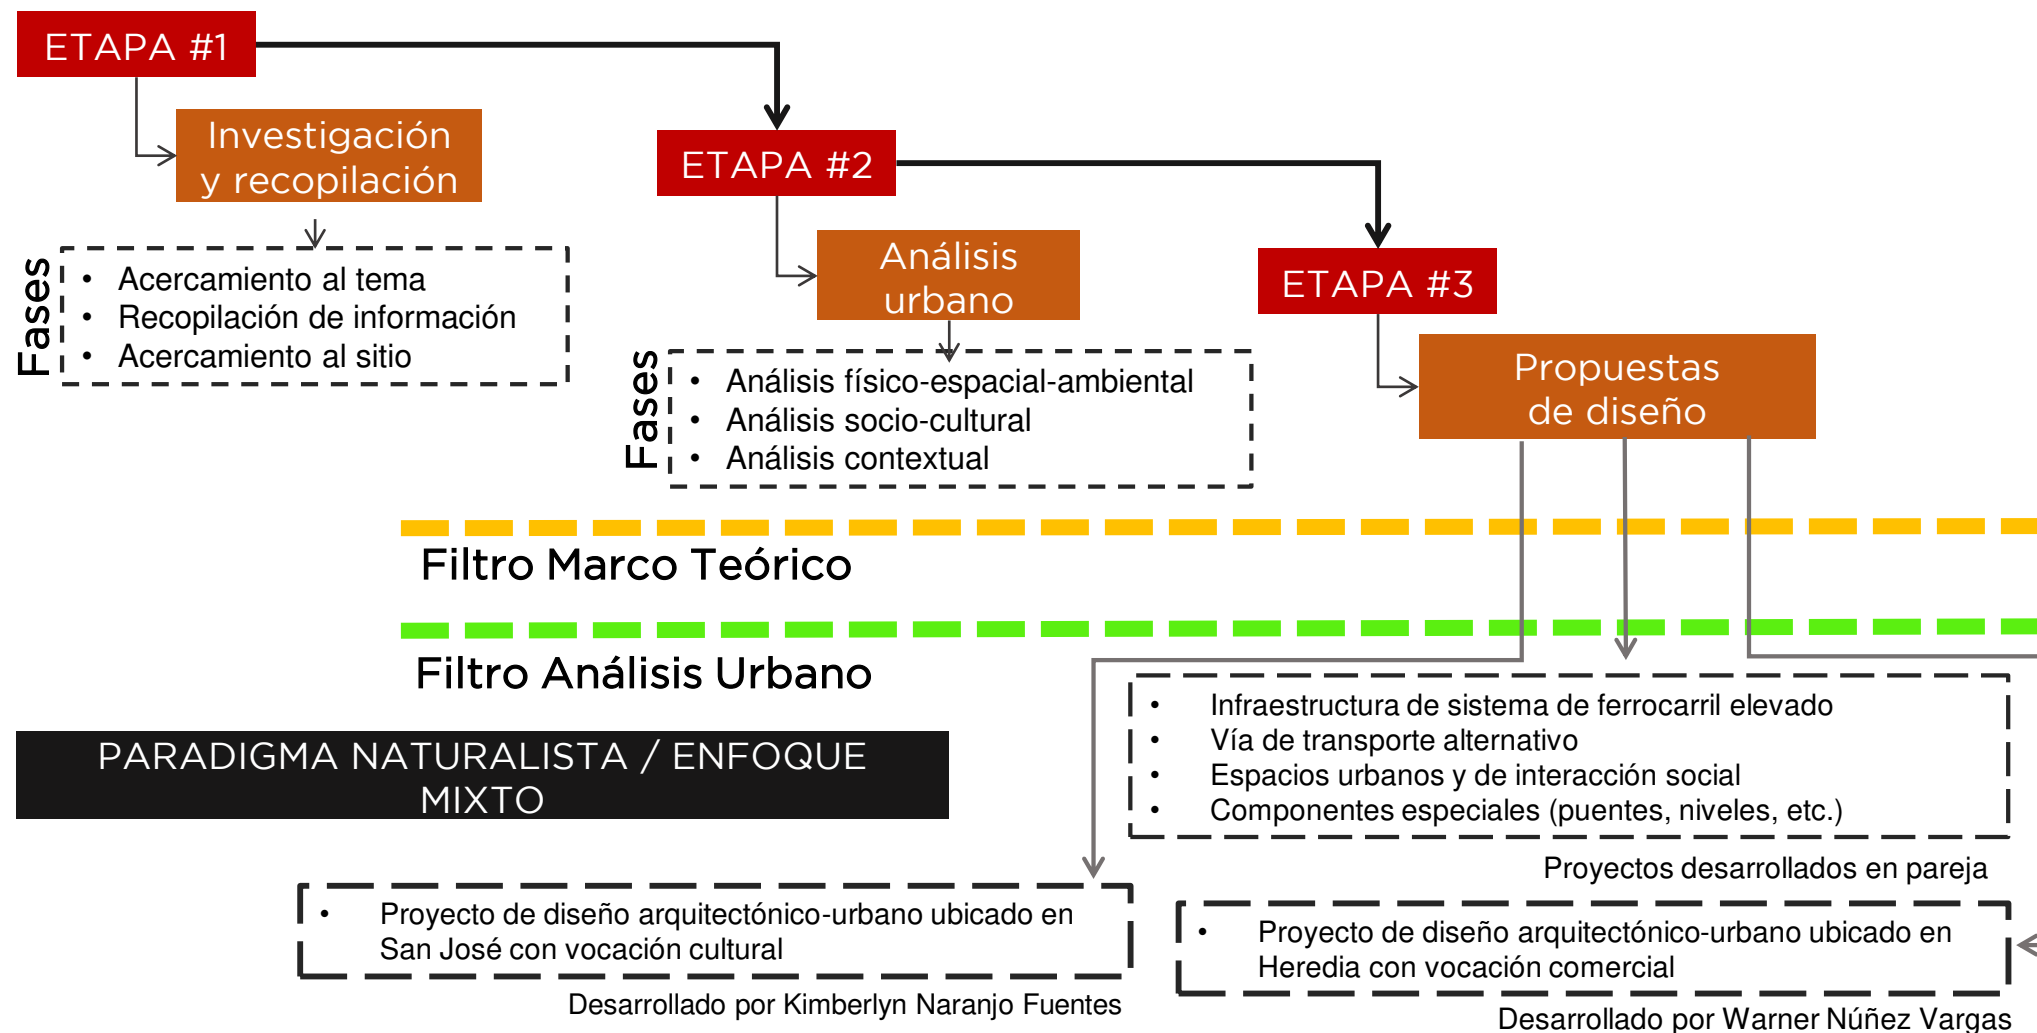 ETAPA #1
Investigación
y recopilación
Fases
• Acercamiento al tema
• Recopilación de información
• Acercamiento al sitio
ETAPA #2
Análisis
urbano
Fases
• Análisis físico-espacial-ambiental
• Análisis socio-cultural
• Análisis contextual
ETAPA #3
Propuestas
de diseño
Filtro Marco Teórico
Filtro Análisis Urbano
PARADIGMA NATURALISTA / ENFOQUE
MIXTO
• Infraestructura de sistema de ferrocarril elevado
• Vía de transporte alternativo
• Espacios urbanos y de interacción social
• Componentes especiales (puentes, niveles, etc.)
Proyectos desarrollados en pareja
• Proyecto de diseño arquitectónico-urbano ubicado en
San José con vocación cultural
Desarrollado por Kimberlyn Naranjo Fuentes
• Proyecto de diseño arquitectónico-urbano ubicado en
Heredia con vocación comercial
Desarrollado por Warner Núñez Vargas